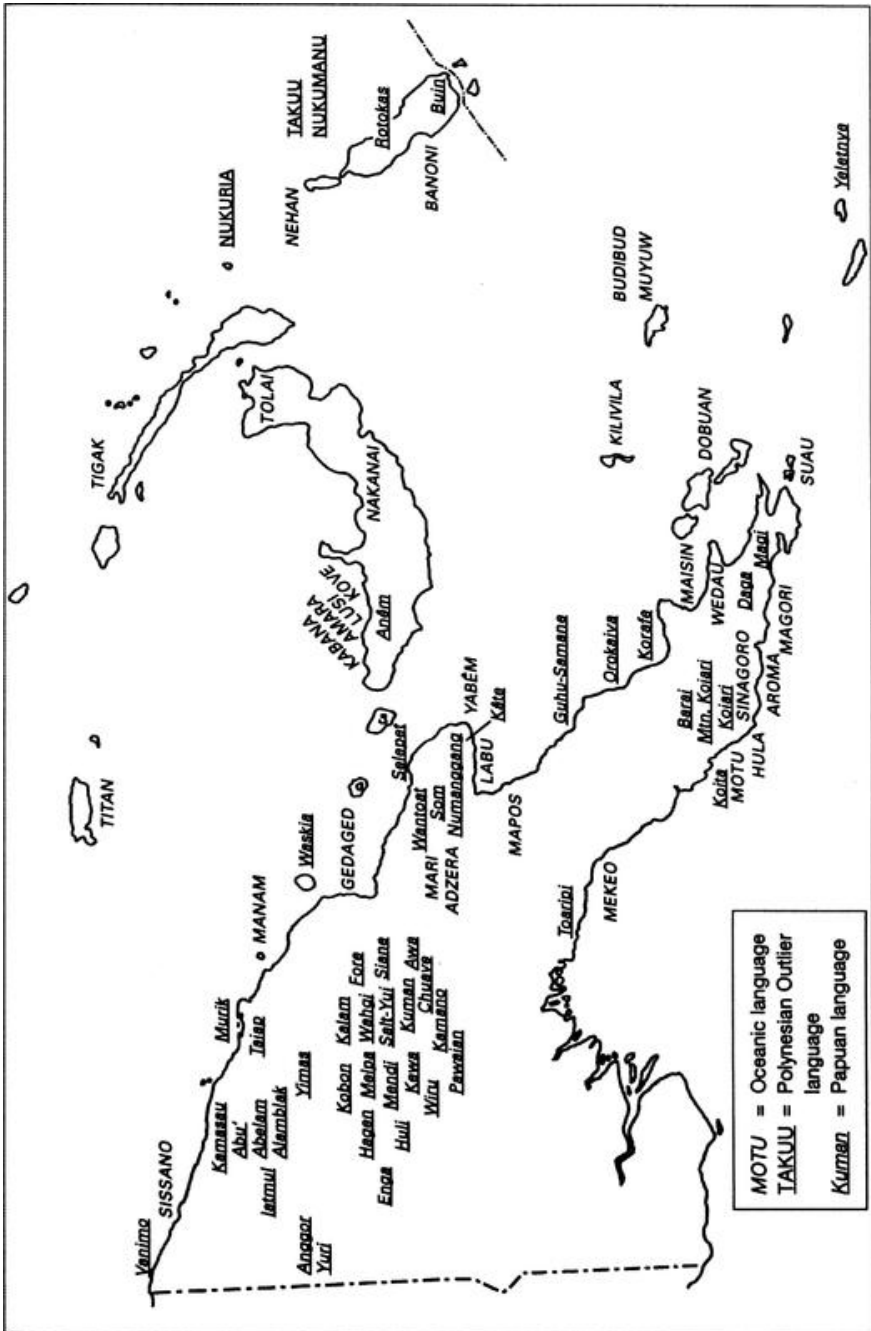 TITAN
TIGAK
NUKURIA
TAKUU
NUKUMANU
NEHAN
Rotokas
Buin
BANONI
TOLAI
NAKANAI
KABANA
AMARA
LUSI
KOVE
Anêm
Vanimo
SISSANO
Murik
MANAM
Taiap
Kamasau
Abu'
Abelam
Alamblak
Iatmul
Yimas
Anggor
Yuri
Waskia
GEDAGED
Selepet
Kobon
Kalam
Hagen
Melpa
Wahgi
Fore
Enga
Mendi
Salt-Yui
Siane
Huli
Kewa
Kuman
Awa
Wiru
Chuave
Kamano
Pawaian
Wantoat
MARI
Som
ADZERA
Numanggang
YABÊM
Kâte
LABU
MAPOS
Guhu-Samane
Orokaiva
Korafe
MAISIN
WEDAU
Daga
Magi
KILIVILA
BUDIBUD
MUYUW
DOBUAN
SUAU
Yeletnye
Toaripi
MEKEO
Barai
Mtn. Koiari
Koiari
Koita
MOTU
SINAGORO
HULA
AROMA
MAGORI
MOTU = Oceanic language
TAKUU = Polynesian Outlier
language
Kuman = Papuan language